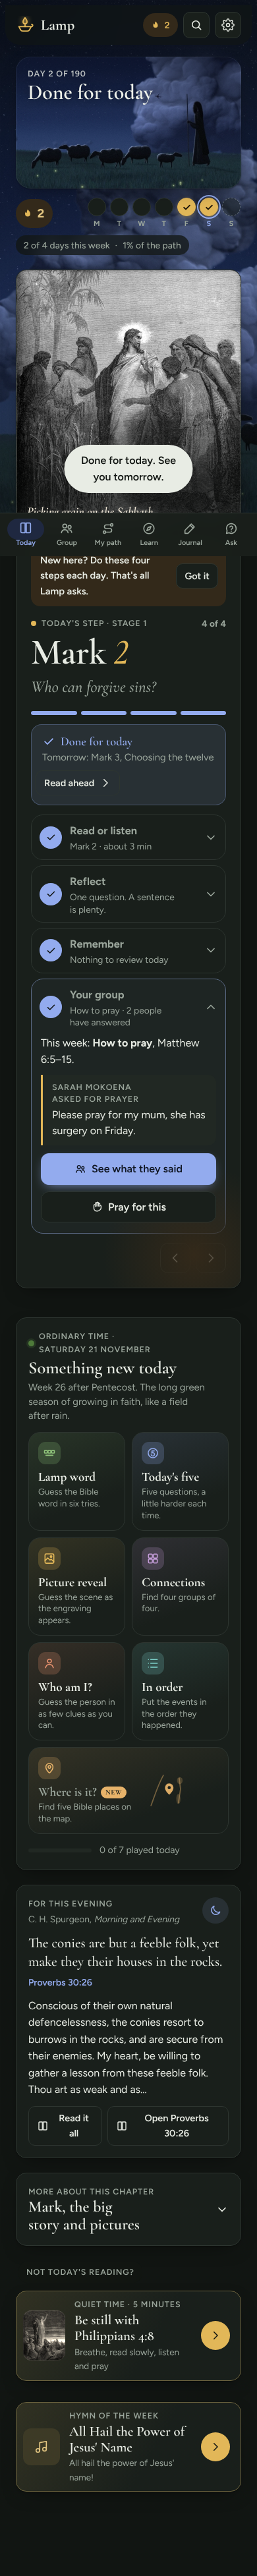 Lamp
2
DAY 2 OF 190
Done for today
2
M T W T F S S
2 of 4 days this week · 1% of the path
Done for today. See
you tomorrow.
Picking grain on the Sabbath
Today Group My path Learn Journal Ask
New here? Do these four
steps each day. That's all
Lamp asks.
Got it
TODAY'S STEP · STAGE 1
4 of 4
Mark 2
Who can forgive sins?
Done for today
Tomorrow: Mark 3, Choosing the twelve
Read ahead
Read or listen
Mark 2 · about 3 min
Reflect
One question. A sentence
is plenty.
Remember
Nothing to review today
Your group
How to pray · 2 people
have answered
This week: How to pray, Matthew
6:5–15.
SARAH MOKOENA
ASKED FOR PRAYER
Please pray for my mum, she has
surgery on Friday.
See what they said
Pray for this
ORDINARY TIME ·
SATURDAY 21 NOVEMBER
Something new today
Week 26 after Pentecost. The long green
season of growing in faith, like a field
after rain.
Lamp word
Guess the Bible
word in six tries.
Today's five
Five questions, a
little harder each
time.
Picture reveal
Guess the scene as
the engraving
appears.
Connections
Find four groups of
four.
Who am I?
Guess the person in
as few clues as you
can.
In order
Put the events in
the order they
happened.
Where is it? NEW
Find five Bible places on
the map.
0 of 7 played today
FOR THIS EVENING
C. H. Spurgeon, Morning and Evening
The conies are but a feeble folk, yet
make they their houses in the rocks.
Proverbs 30:26
Conscious of their own natural
defencelessness, the conies resort to
burrows in the rocks, and are secure from
their enemies. My heart, be willing to
gather a lesson from these feeble folk.
Thou art as weak and as…
Read it
all
Open Proverbs
30:26
MORE ABOUT THIS CHAPTER
Mark, the big
story and pictures
NOT TODAY'S READING?
QUIET TIME · 5 MINUTES
Be still with
Philippians 4:8
Breathe, read slowly, listen
and pray
HYMN OF THE WEEK
All Hail the Power of
Jesus' Name
All hail the power of Jesus'
name!